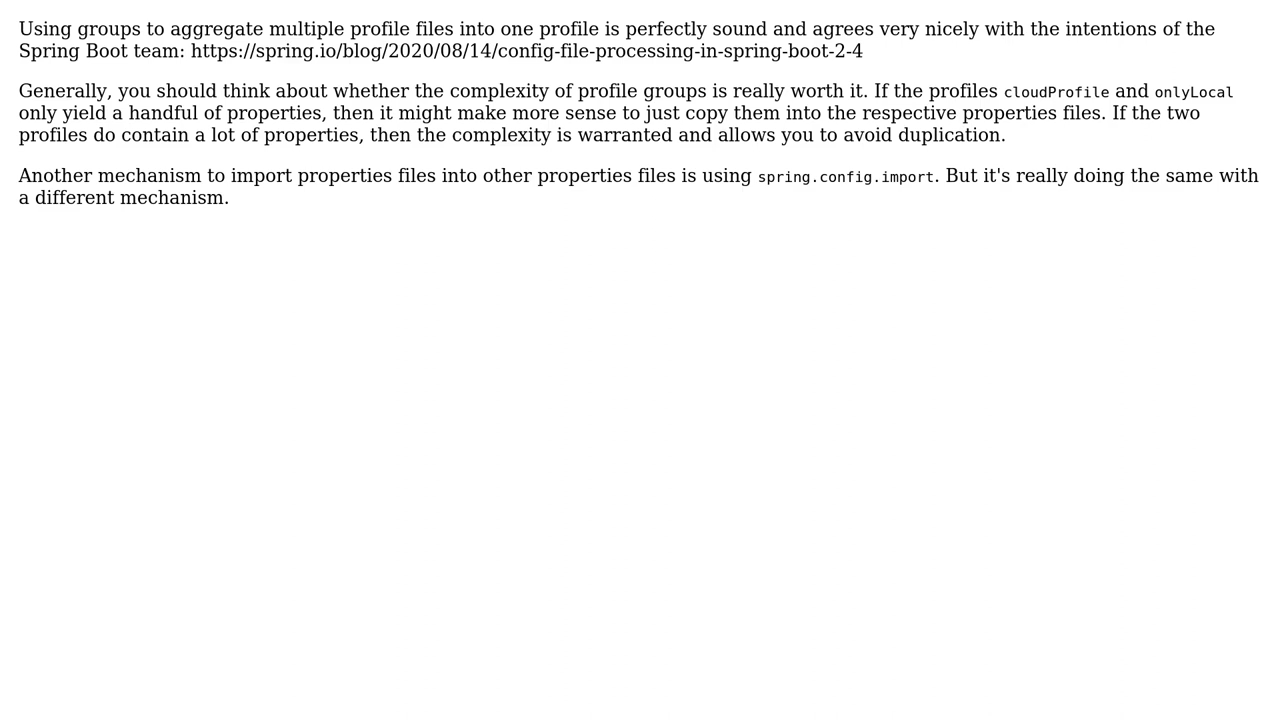 Using groups to aggregate multiple profile files into one profile is perfectly sound and agrees very nicely with the intentions of the
Spring Boot team: https://spring.io/blog/2020/08/14/config-file-processing-in-spring-boot-2-4
Generally, you should think about whether the complexity of profile groups is really worth it. If the profiles cloudProfile and onlyLocal
only yield a handful of properties, then it might make more sense to just copy them into the respective properties files. If the two
profiles do contain a lot of properties, then the complexity is warranted and allows you to avoid duplication.
Another mechanism to import properties files into other properties files is using spring.config.import. But it's really doing the same with
a different mechanism.